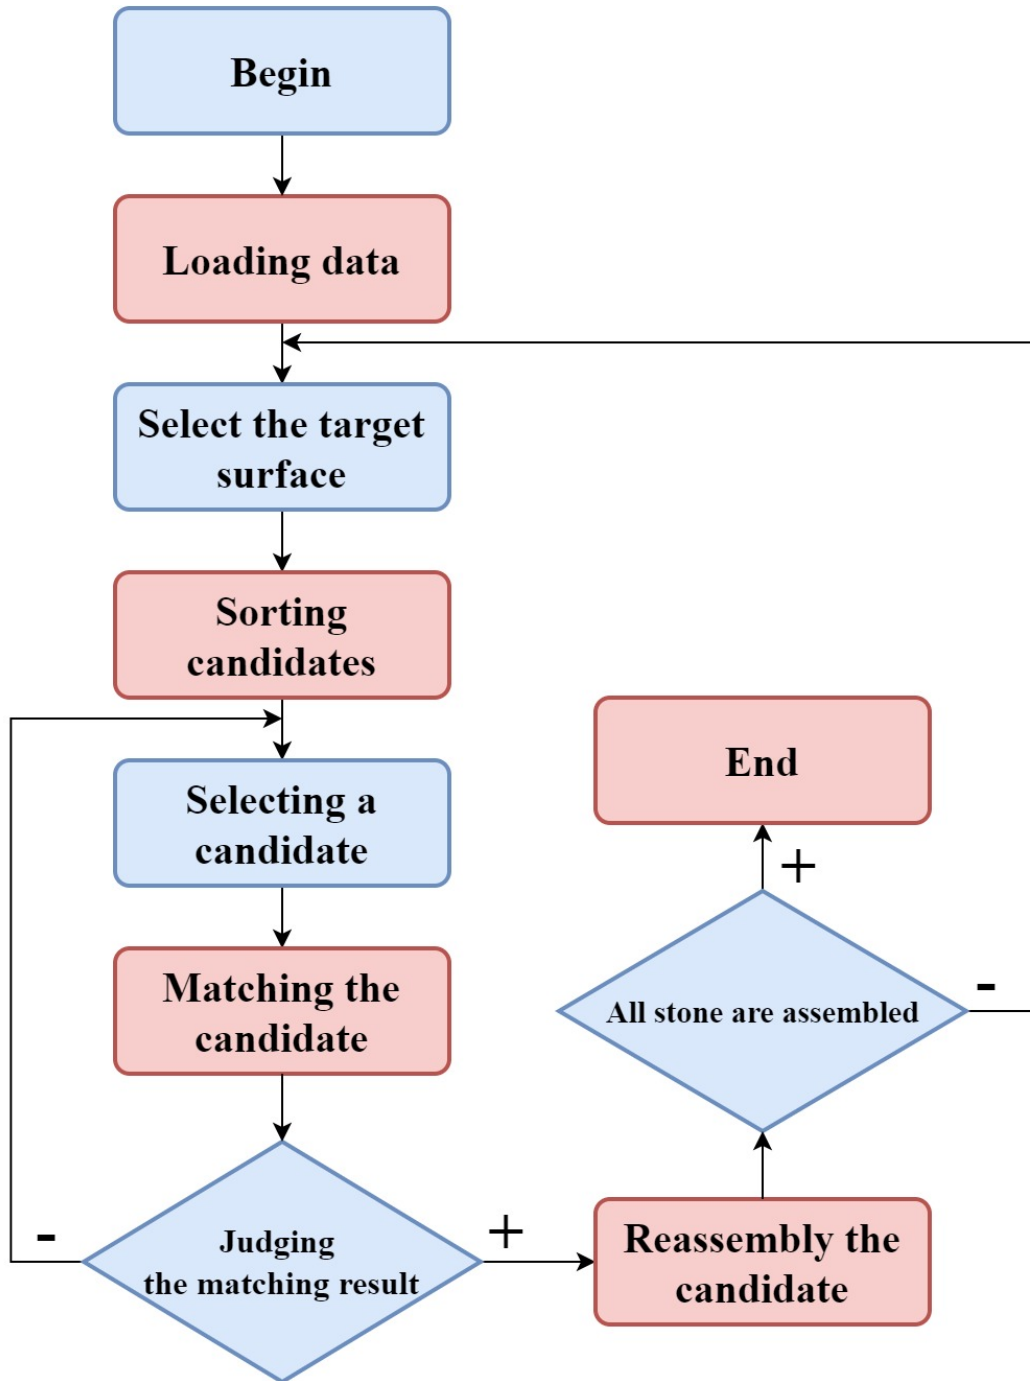 Begin
Loading data
Select the target
surface
Sorting
candidates
Selecting a
candidate
Matching the
candidate
Judging
the matching result
-
+
Reassembly the
candidate
All stone are assembled
-
+
End